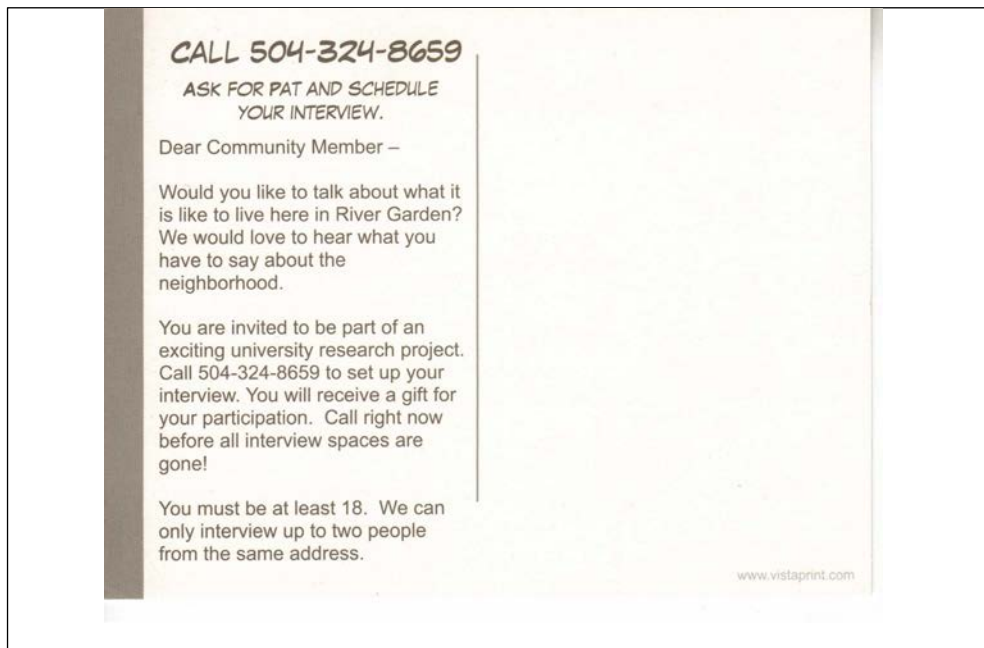 CALL 504-324-8659
ASK FOR PAT AND SCHEDULE
YOUR INTERVIEW.
Dear Community Member –
Would you like to talk about what it
is like to live here in River Garden?
We would love to hear what you
have to say about the
neighborhood.
You are invited to be part of an
exciting university research project.
Call 504-324-8659 to set up your
interview. You will receive a gift for
your participation.  Call right now
before all interview spaces are
gone!
You must be at least 18.  We can
only interview up to two people
from the same address.
www.vistaprint.com